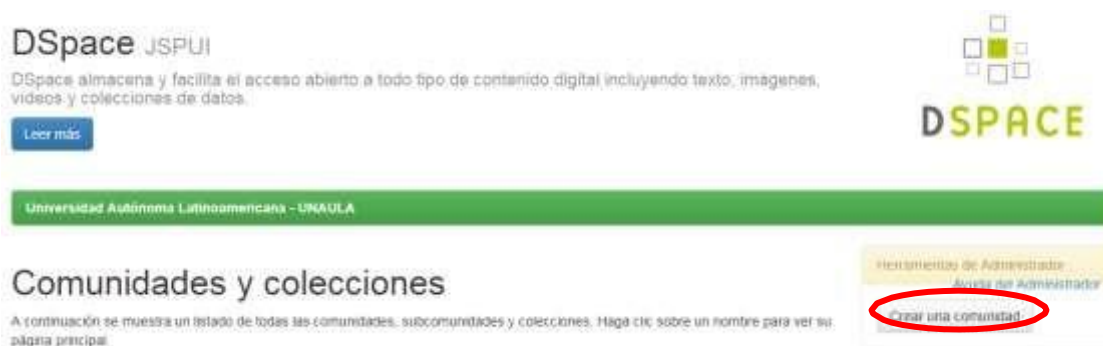 DSpace JSPUI
DSpace almacena y facilita el acceso abierto a todo tipo de contenido digital incluyendo texto, imagenes,
videos y colecciones de datos.
Leer más
DSPACE
Universidad Autónoma Latinoamericana - UNAULA
Comunidades y colecciones
A continuación se muestra un listado de todas las comunidades, subcomunidades y colecciones. Haga clic sobre un nombre para ver su
página principal
Herramientas de Administrador
Ayuda del Administrador
Crear una comunidad